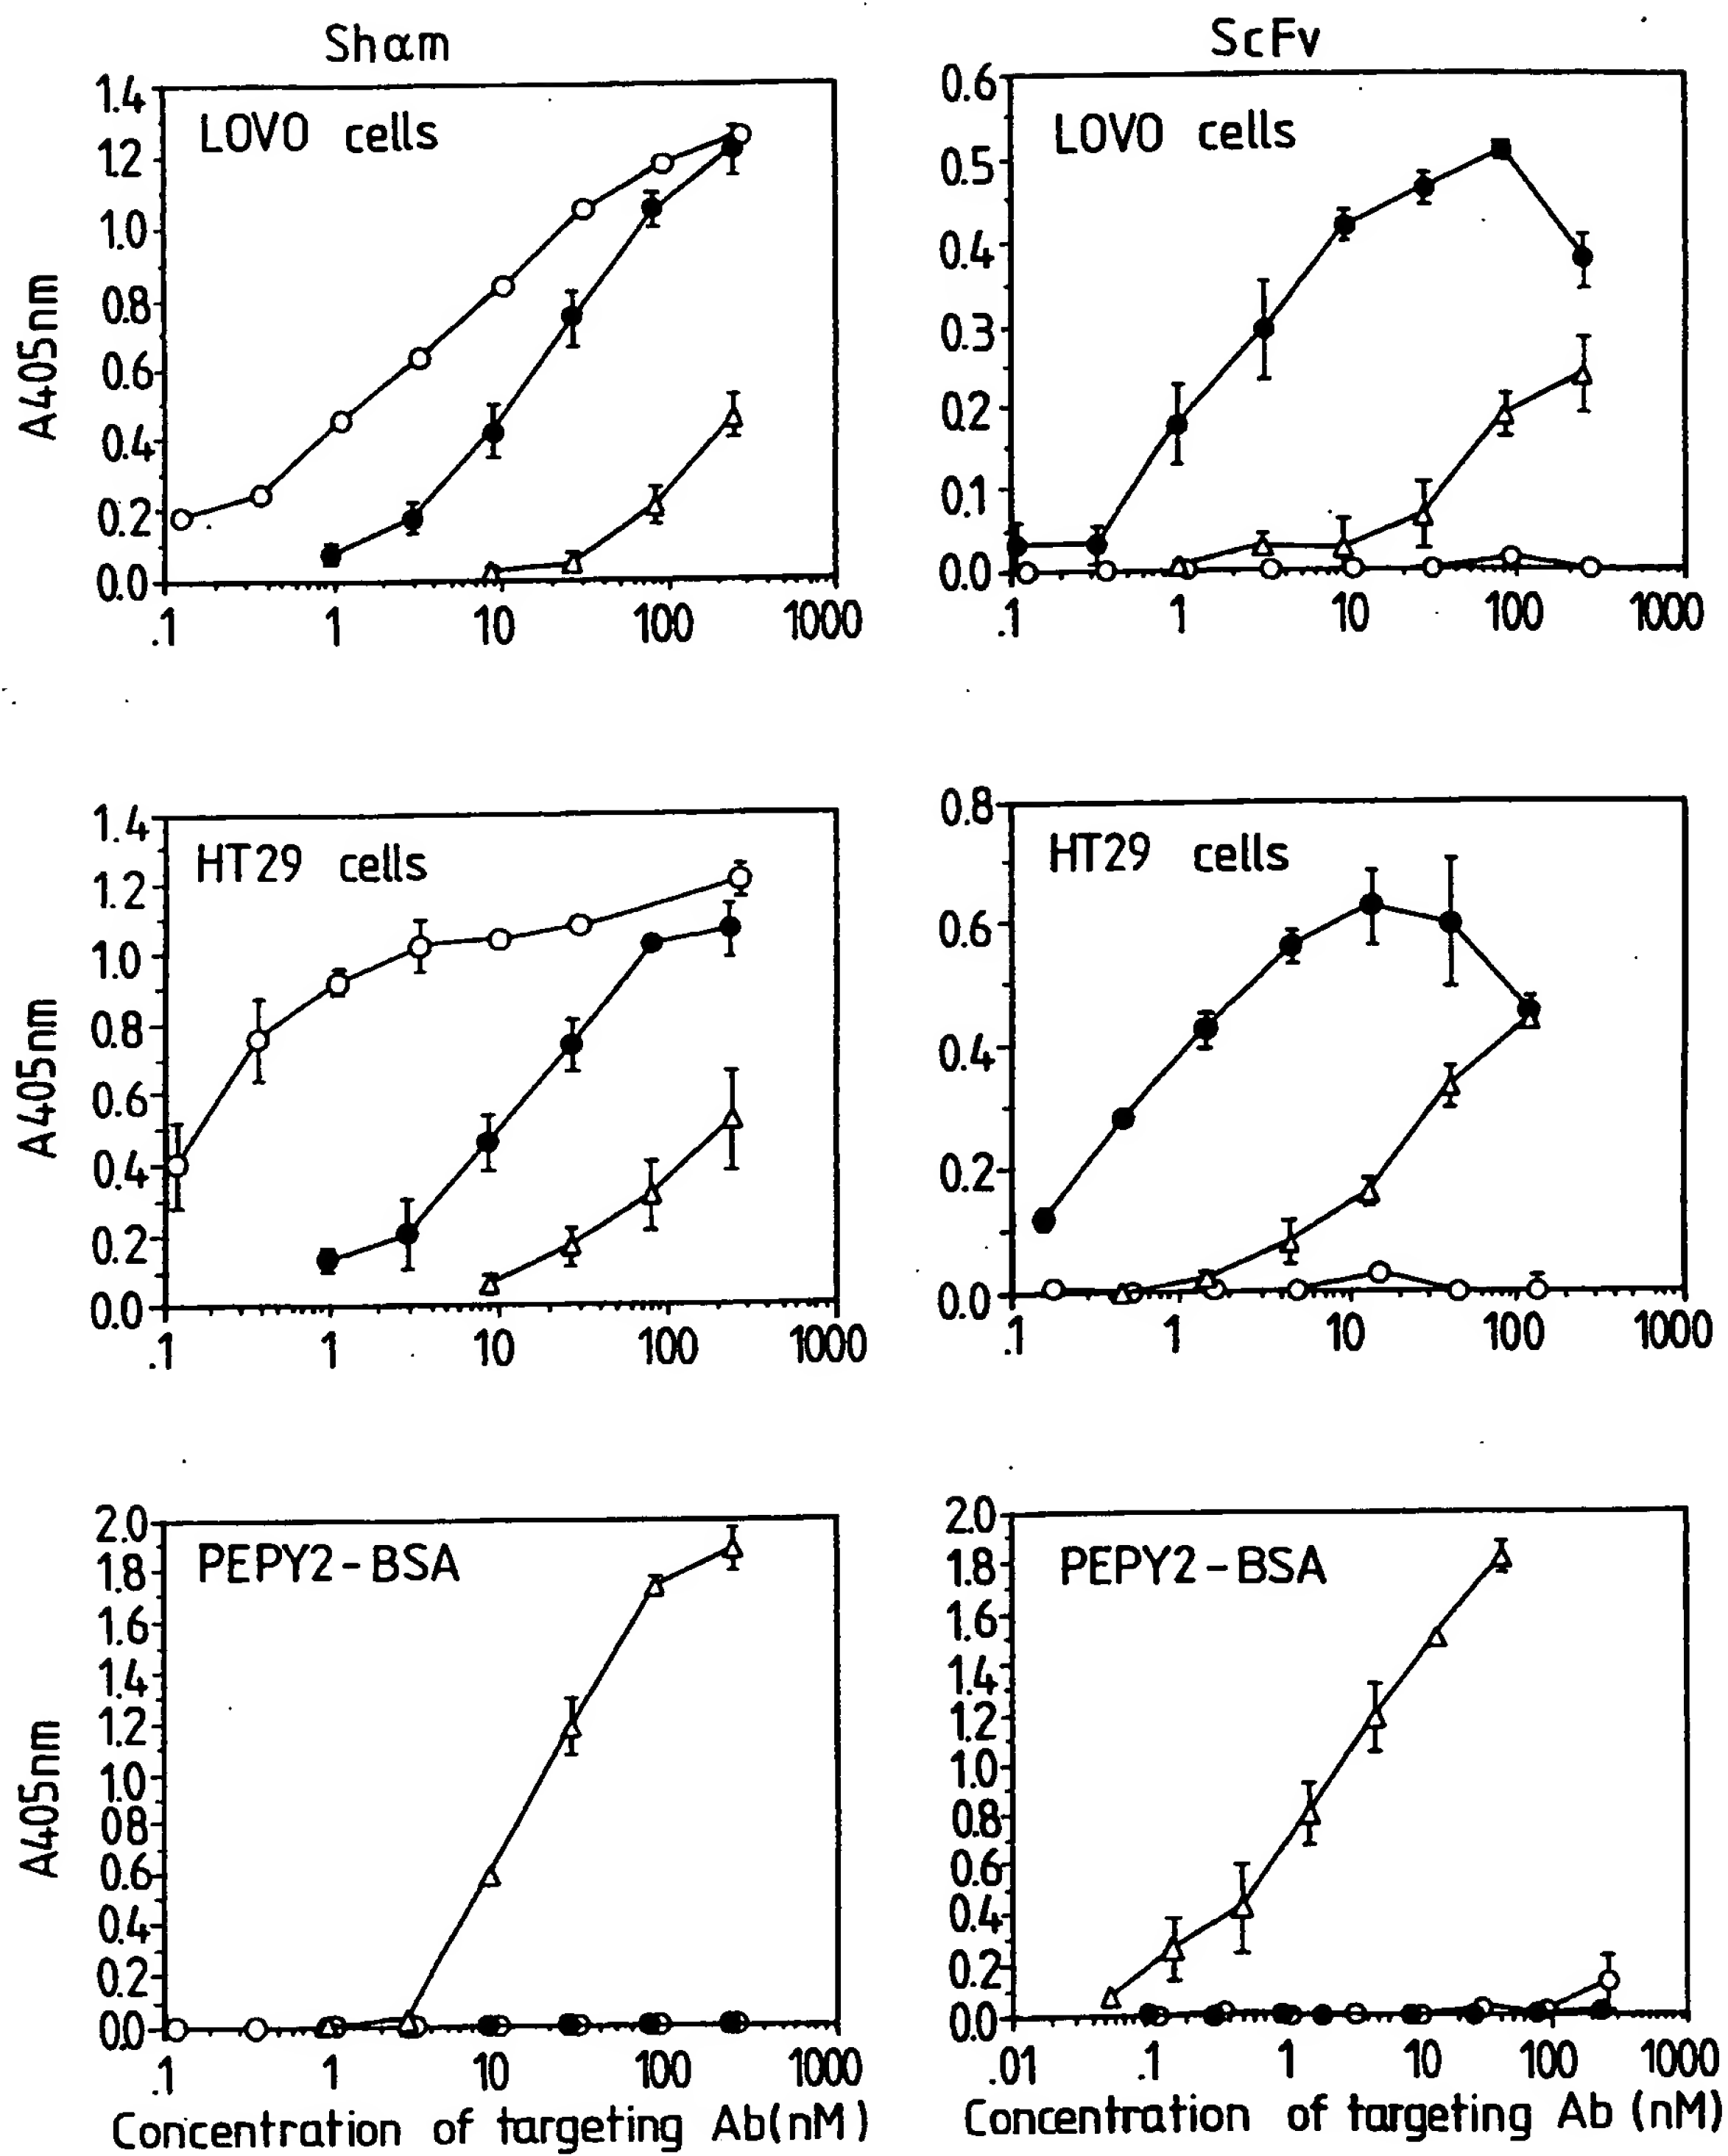 Sham
1.4
1.2
1.0
0.8
0.6
0.4
0.2
0.0
LOVO cells
A405nm
.1 1 10 100 1000
ScFv
0.6
0.5
0.4
0.3
0.2
0.1
0.0
LOVO cells
.1 1 10 100 1000
1.4
1.2
1.0
0.8
0.6
0.4
0.2
0.0
HT29 cells
A405nm
.1 1 10 100 1000
0.8
0.6
0.4
0.2
0.0
HT29 cells
.1 1 10 100 1000
2.0
1.8
1.6
1.4
1.2
1.0
0.8
0.6
0.4
0.2
0.0
PEPY2-BSA
A405nm
.1 1 10 100 1000
Concentration of targeting Ab(nM)
2.0
1.8
1.6
1.4
1.2
1.0
0.8
0.6
0.4
0.2
0.0
PEPY2-BSA
.01 .1 1 10 100 1000
Concentration of targeting Ab (nM)